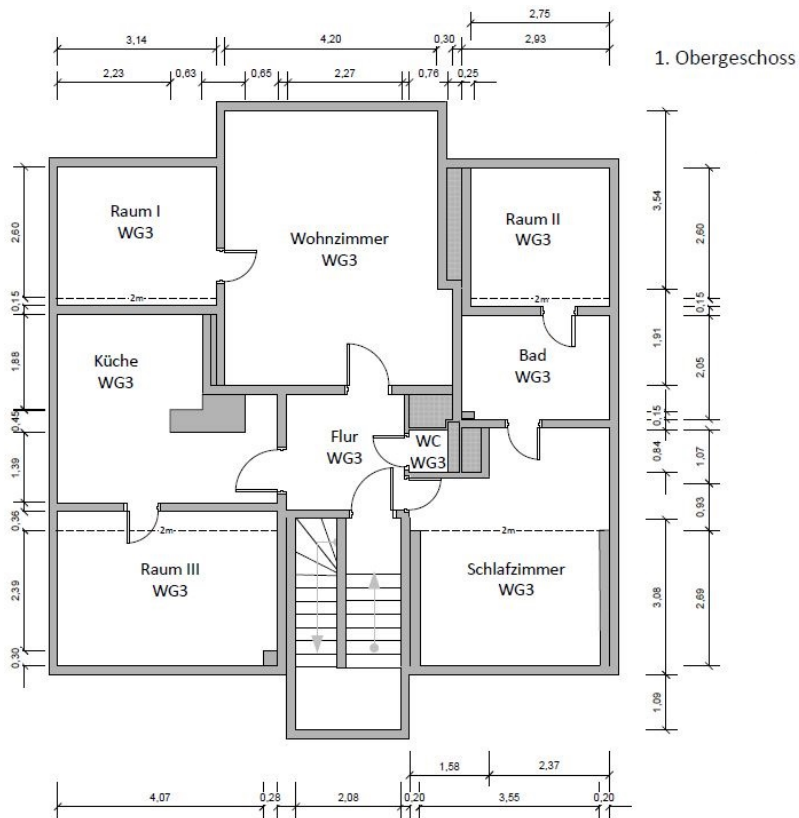 2,75
3,14
4,20
0,30
2,93
1. Obergeschoss
2,23
0,63
0,65
2,27
0,76
0,25
Raum I
WG3
Wohnzimmer
WG3
Raum II
WG3
2,60
3,54
2,60
2m
2m
0,15
0,15
Küche
WG3
Bad
WG3
1,88
1,91
2,05
0,45
0,15
Flur
WG3
WC
WG3
1,39
0,84
1,07
0,36
0,93
2m
2m
Raum III
WG3
Schlafzimmer
WG3
2,39
3,08
2,69
0,30
1,09
1,58
2,37
4,07
0,28
2,08
0,20
3,55
0,20